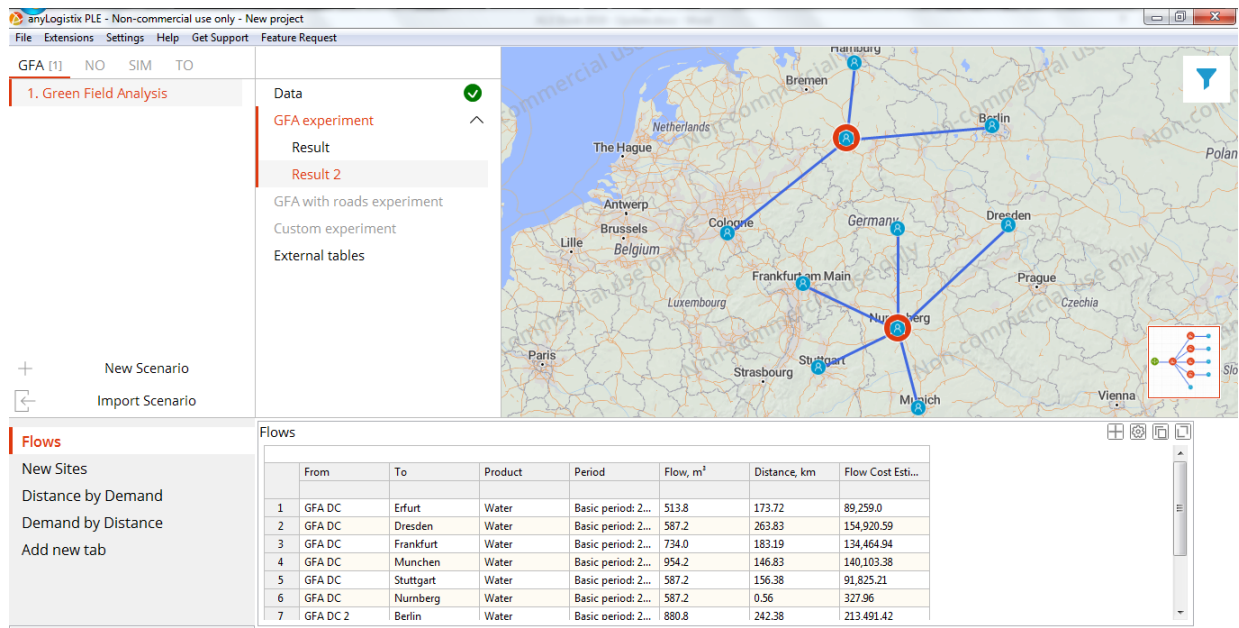 anyLogistix PLE - Non-commercial use only - New project
File Extensions Settings Help Get Support Feature Request
GFA [1] NO SIM TO
1. Green Field Analysis
Data
GFA experiment
Result
Result 2
GFA with roads experiment
Custom experiment
External tables
New Scenario
Import Scenario
Hamburg
Bremen
Berlin
Netherlands
The Hague
Polan
Antwerp
Brussels
Lille
Belgium
Cologne
Germany
Dresden
Frankfurt am Main
Prague
Luxembourg
Czechia
Nuremberg
Paris
Stuttgart
Strasbourg
Slo
Munich
Vienna
Non-commercial use only
Flows
New Sites
Distance by Demand
Demand by Distance
Add new tab
Flows
From To Product Period Flow, m³ Distance, km Flow Cost Esti...
1 GFA DC Erfurt Water Basic period: 2... 513.8 173.72 89,259.0
2 GFA DC Dresden Water Basic period: 2... 587.2 263.83 154,920.59
3 GFA DC Frankfurt Water Basic period: 2... 734.0 183.19 134,464.94
4 GFA DC Munchen Water Basic period: 2... 954.2 146.83 140,103.38
5 GFA DC Stuttgart Water Basic period: 2... 587.2 156.38 91,825.21
6 GFA DC Nurnberg Water Basic period: 2... 587.2 0.56 327.96
7 GFA DC 2 Berlin Water Basic period: 2... 880.8 242.38 213,491.42